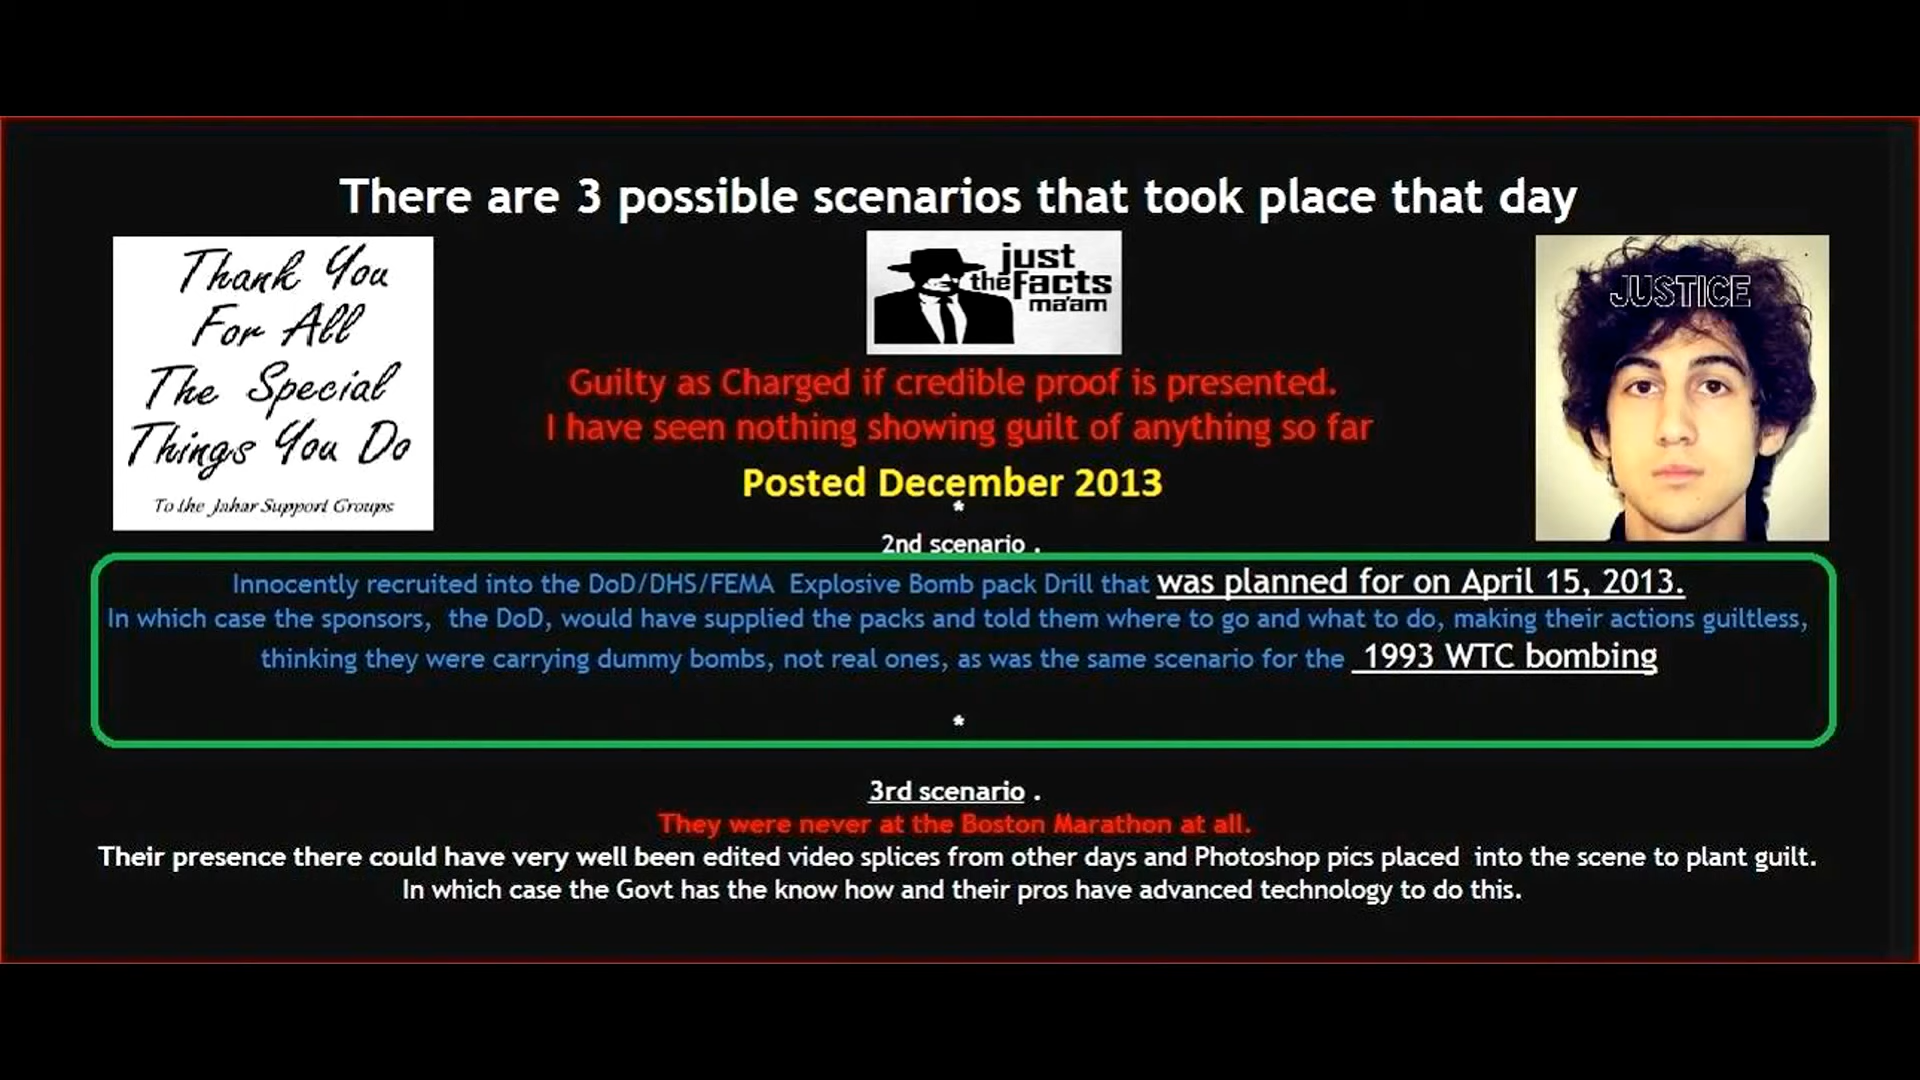 There are 3 possible scenarios that took place that day
Thank You
For All
The Special
Things You Do
To the Jahar Support Groups
just
the facts
ma'am
JUSTICE
Guilty as Charged if credible proof is presented.
I have seen nothing showing guilt of anything so far
Posted December 2013
*
2nd scenario .
Innocently recruited into the DoD/DHS/FEMA Explosive Bomb pack Drill that was planned for on April 15, 2013.
In which case the sponsors, the DoD, would have supplied the packs and told them where to go and what to do, making their actions guiltless,
thinking they were carrying dummy bombs, not real ones, as was the same scenario for the 1993 WTC bombing
*
3rd scenario .
They were never at the Boston Marathon at all.
Their presence there could have very well been edited video splices from other days and Photoshop pics placed into the scene to plant guilt.
In which case the Govt has the know how and their pros have advanced technology to do this.